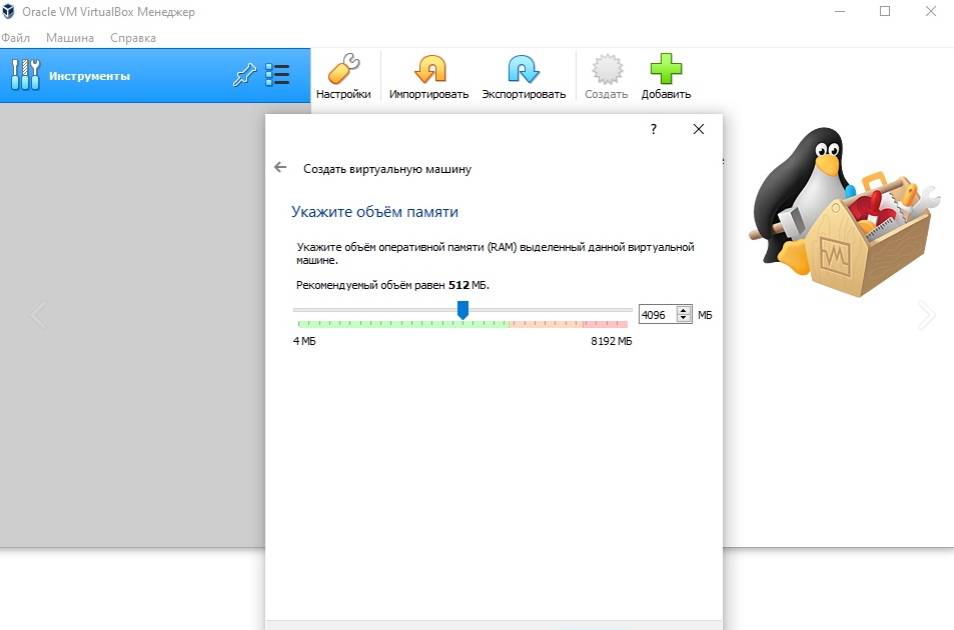 Oracle VM VirtualBox Менеджер
Файл Машина Справка
Инструменты
Настройки Импортировать Экспортировать Создать Добавить
?
Создать виртуальную машину
Укажите объём памяти
Укажите объём оперативной памяти (RAM) выделенный данной виртуальной
машине.
Рекомендуемый объём равен 512 МБ.
4096 МБ
4 МБ 8192 МБ